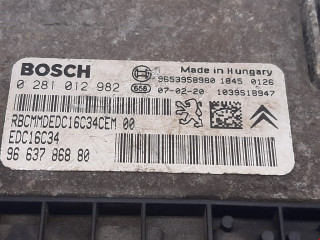 BOSCH Made in Hungary
9653958980 1845 0126
0 281 012 982 656 07-02-20 1039S18947
RBCMMDEDC16C34CEM 00
EDC16C34
96 637 868 80